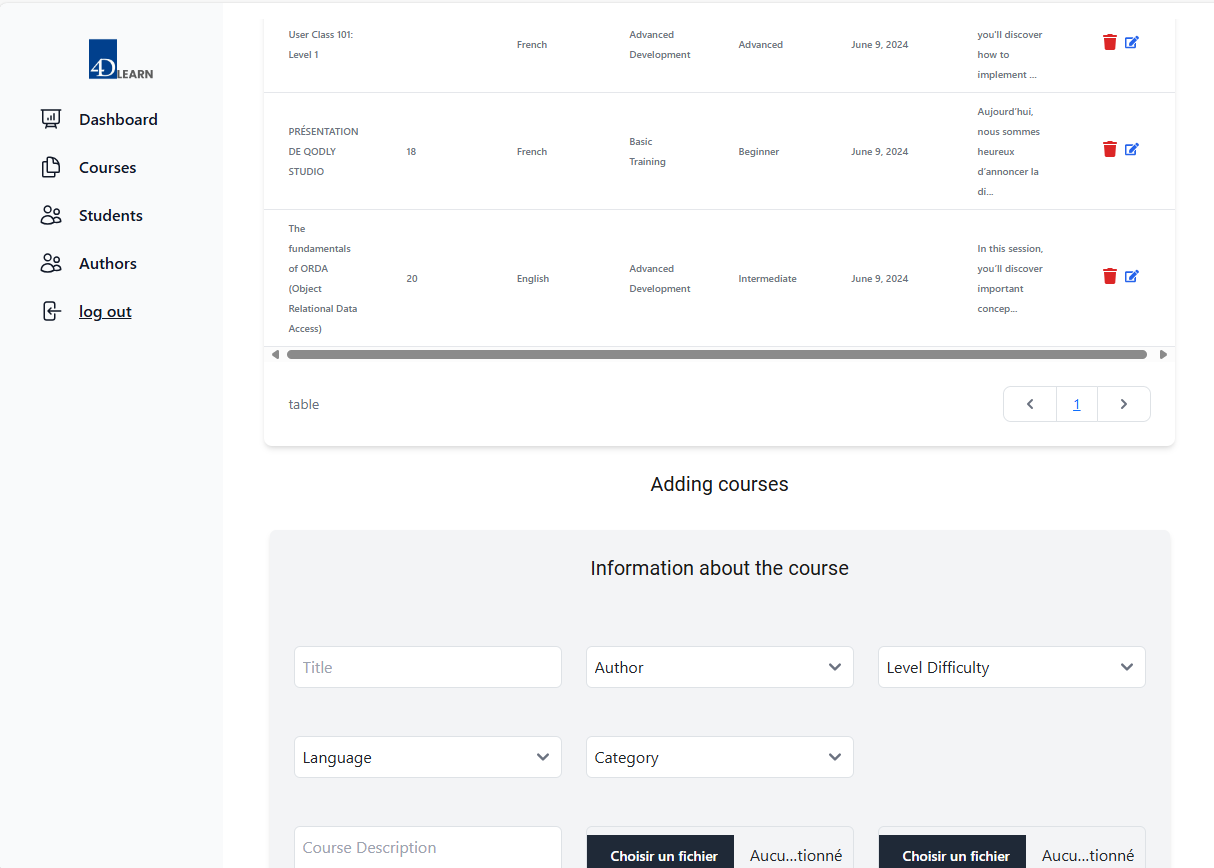 4D LEARN
Dashboard
Courses
Students
Authors
log out
User Class 101:
Level 1
French
Advanced
Development
Advanced
June 9, 2024
you'll discover
how to
implement ...
PRÉSENTATION
DE QODLY
STUDIO
18
French
Basic
Training
Beginner
June 9, 2024
Aujourd'hui,
nous sommes
heureux
d'annoncer la
di...
The
fundamentals
of ORDA
(Object
Relational Data
Access)
20
English
Advanced
Development
Intermediate
June 9, 2024
In this session,
you'll discover
important
concep...
table
1
Adding courses
Information about the course
Title
Author
Level Difficulty
Language
Category
Course Description
Choisir un fichier Aucu...tionné
Choisir un fichier Aucu...tionné